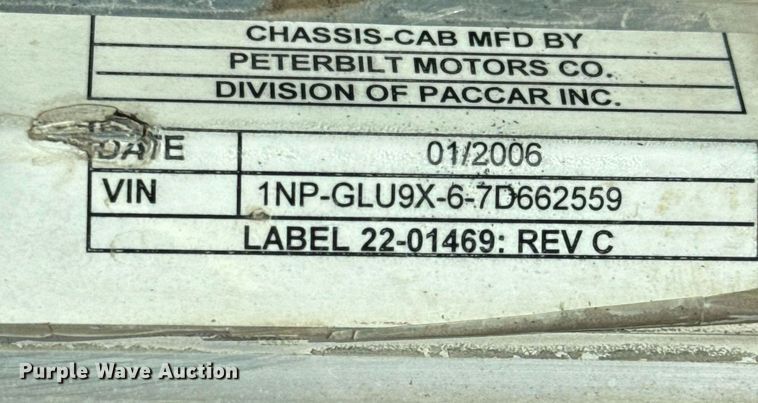 CHASSIS-CAB MFD BY
PETERBILT MOTORS CO.
DIVISION OF PACCAR INC.
DATE 01/2006
VIN 1NP-GLU9X-6-7D662559
LABEL 22-01469: REV C
Purple Wave Auction